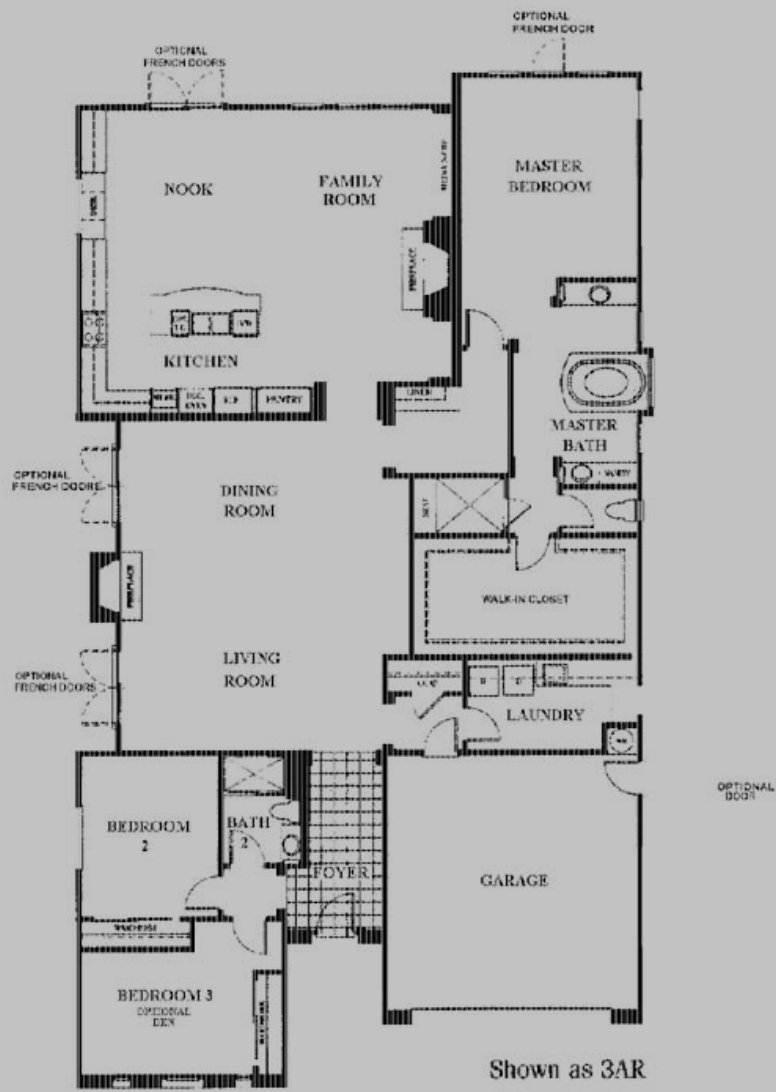 OPTIONAL
FRENCH DOOR
OPTIONAL
FRENCH DOORS
NOOK
FAMILY
ROOM
MASTER
BEDROOM
FIREPLACE
KITCHEN
PANTRY
LINEN
MASTER
BATH
OPTIONAL
FRENCH DOORS
DINING
ROOM
SEAT
FIREPLACE
WALK-IN CLOSET
LIVING
ROOM
OPTIONAL
FRENCH DOORS
LAUNDRY
BEDROOM
2
BATH
2
OPTIONAL
DOOR
FOYER
GARAGE
WARDROBE
BEDROOM 3
OPTIONAL
DEN
WARDROBE
Shown as 3AR